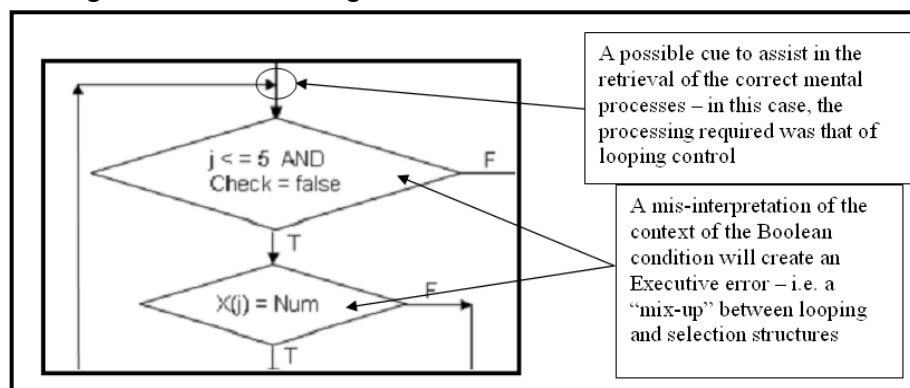 A possible cue to assist in the
retrieval of the correct mental
processes – in this case, the
processing required was that of
looping control
j < = 5 AND
Check = false
F
T
A mis-interpretation of the
context of the Boolean
condition will create an
Executive error – i.e. a
“mix-up” between looping
and selection structures
X(j) = Num
F
T